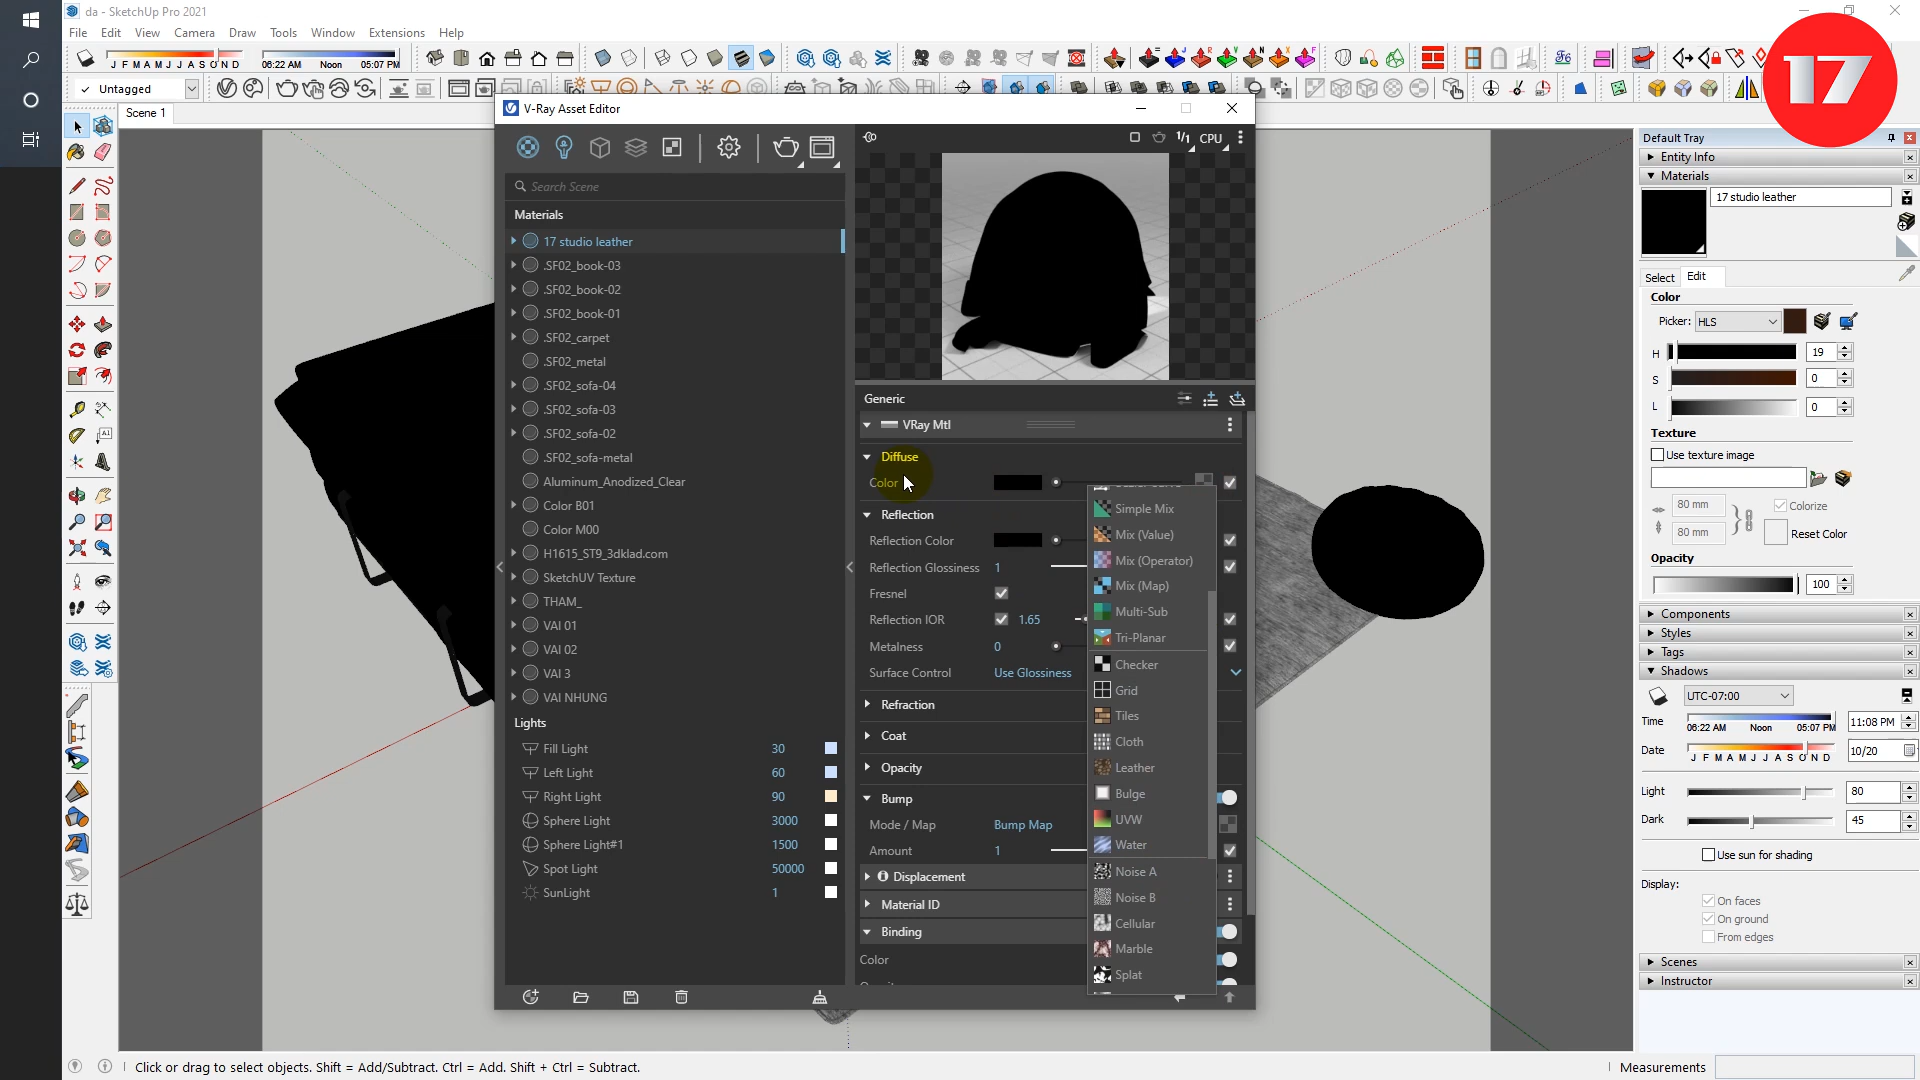 da - SketchUp Pro 2021
File Edit View Camera Draw Tools Window Extensions Help
J F M A M J J A S O N D 06:22 AM Noon 05:07 PM
Untagged
Scene 1
17
V-Ray Asset Editor
1/1 CPU
Search Scene
Materials
17 studio leather
.SF02_book-03
.SF02_book-02
.SF02_book-01
.SF02_carpet
.SF02_metal
.SF02_sofa-04
.SF02_sofa-03
.SF02_sofa-02
.SF02_sofa-metal
Aluminum_Anodized_Clear
Color B01
Color M00
H1615_ST9_3dklad.com
SketchUV Texture
THAM_
VAI 01
VAI 02
VAI 3
VAI NHUNG
Lights
Fill Light 30
Left Light 60
Right Light 90
Sphere Light 3000
Sphere Light#1 1500
Spot Light 50000
SunLight 1
Generic
VRay Mtl
Diffuse
Color
Reflection
Reflection Color
Reflection Glossiness 1
Fresnel
Reflection IOR 1.65
Metalness 0
Surface Control Use Glossiness
Refraction
Coat
Opacity
Bump
Mode / Map Bump Map
Amount 1
Displacement
Material ID
Binding
Color
Simple Mix
Mix (Value)
Mix (Operator)
Mix (Map)
Multi-Sub
Tri-Planar
Checker
Grid
Tiles
Cloth
Leather
Bulge
UVW
Water
Noise A
Noise B
Cellular
Marble
Splat
Default Tray
Entity Info
Materials
17 studio leather
Select Edit
Color
Picker: HLS
H 19
S 0
L 0
Texture
Use texture image
80 mm
Colorize
80 mm
Reset Color
Opacity
100
Components
Styles
Tags
Shadows
UTC-07:00
Time 06:22 AM Noon 05:07 PM 11:08 PM
Date J F M A M J J A S O N D 10/20
Light 80
Dark 45
Use sun for shading
Display:
On faces
On ground
From edges
Scenes
Instructor
Click or drag to select objects. Shift = Add/Subtract. Ctrl = Add. Shift + Ctrl = Subtract.
Measurements